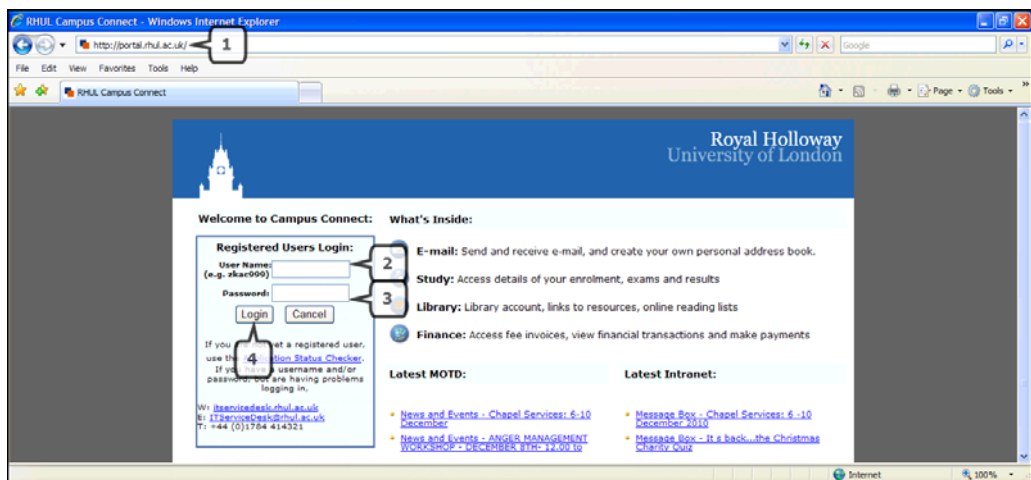 RHUL Campus Connect - Windows Internet Explorer
http://portal.rhul.ac.uk/
1
Google
File Edit View Favorites Tools Help
RHUL Campus Connect
Page Tools
Royal Holloway
University of London
Welcome to Campus Connect:
Registered Users Login:
User Name:
(e.g. zkac099)
2
Password:
3
Login Cancel
4
If you et a registered user,
use the Status Checker.
If you have a username and/or
password, but are having problems
logging in,
W: itservicedesk.rhul.ac.uk
E: ITServiceDesk@rhul.ac.uk
T: +44 (0)1784 414321
What's Inside:
E-mail: Send and receive e-mail, and create your own personal address book.
Study: Access details of your enrolment, exams and results
Library: Library account, links to resources, online reading lists
Finance: Access fee invoices, view financial transactions and make payments
Latest MOTD:
News and Events - Chapel Services: 6-10
December
News and Events - ANGER MANAGEMENT
WORKSHOP - DECEMBER 8TH- 12.00 to
Latest Intranet:
Message Box - Chapel Services: 6 -10
December 2010
Message Box - It s back...the Christmas
Charity Quiz
Internet
100%